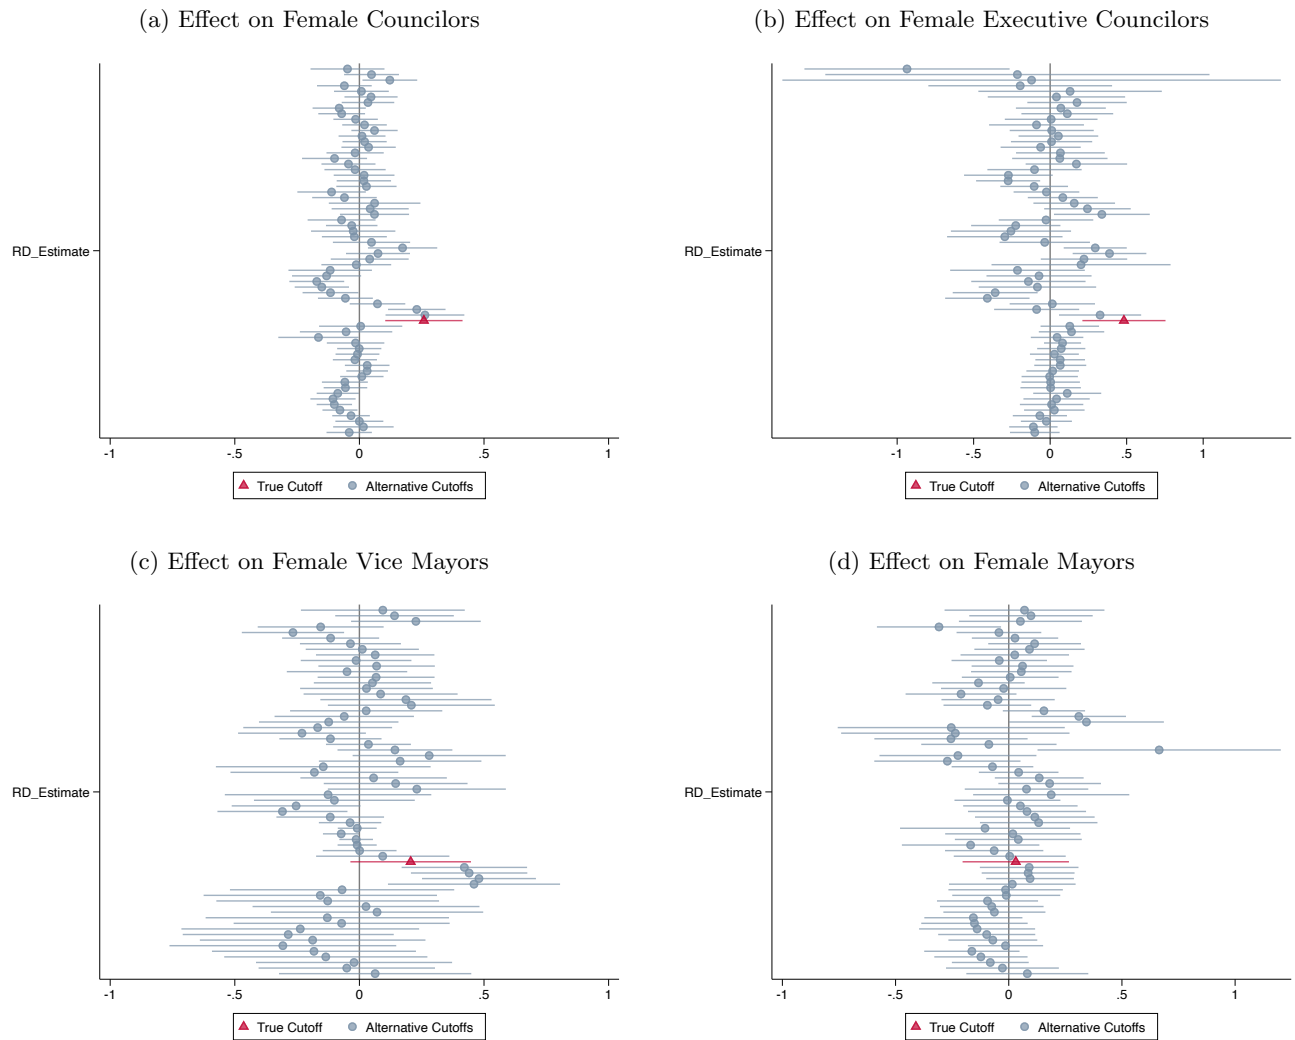 (a) Effect on Female Councilors
RD_Estimate
-1 -.5 0 .5 1
True Cutoff Alternative Cutoffs
(b) Effect on Female Executive Councilors
RD_Estimate
-1 -.5 0 .5 1
True Cutoff Alternative Cutoffs
(c) Effect on Female Vice Mayors
RD_Estimate
-1 -.5 0 .5 1
True Cutoff Alternative Cutoffs
(d) Effect on Female Mayors
RD_Estimate
-1 -.5 0 .5 1
True Cutoff Alternative Cutoffs